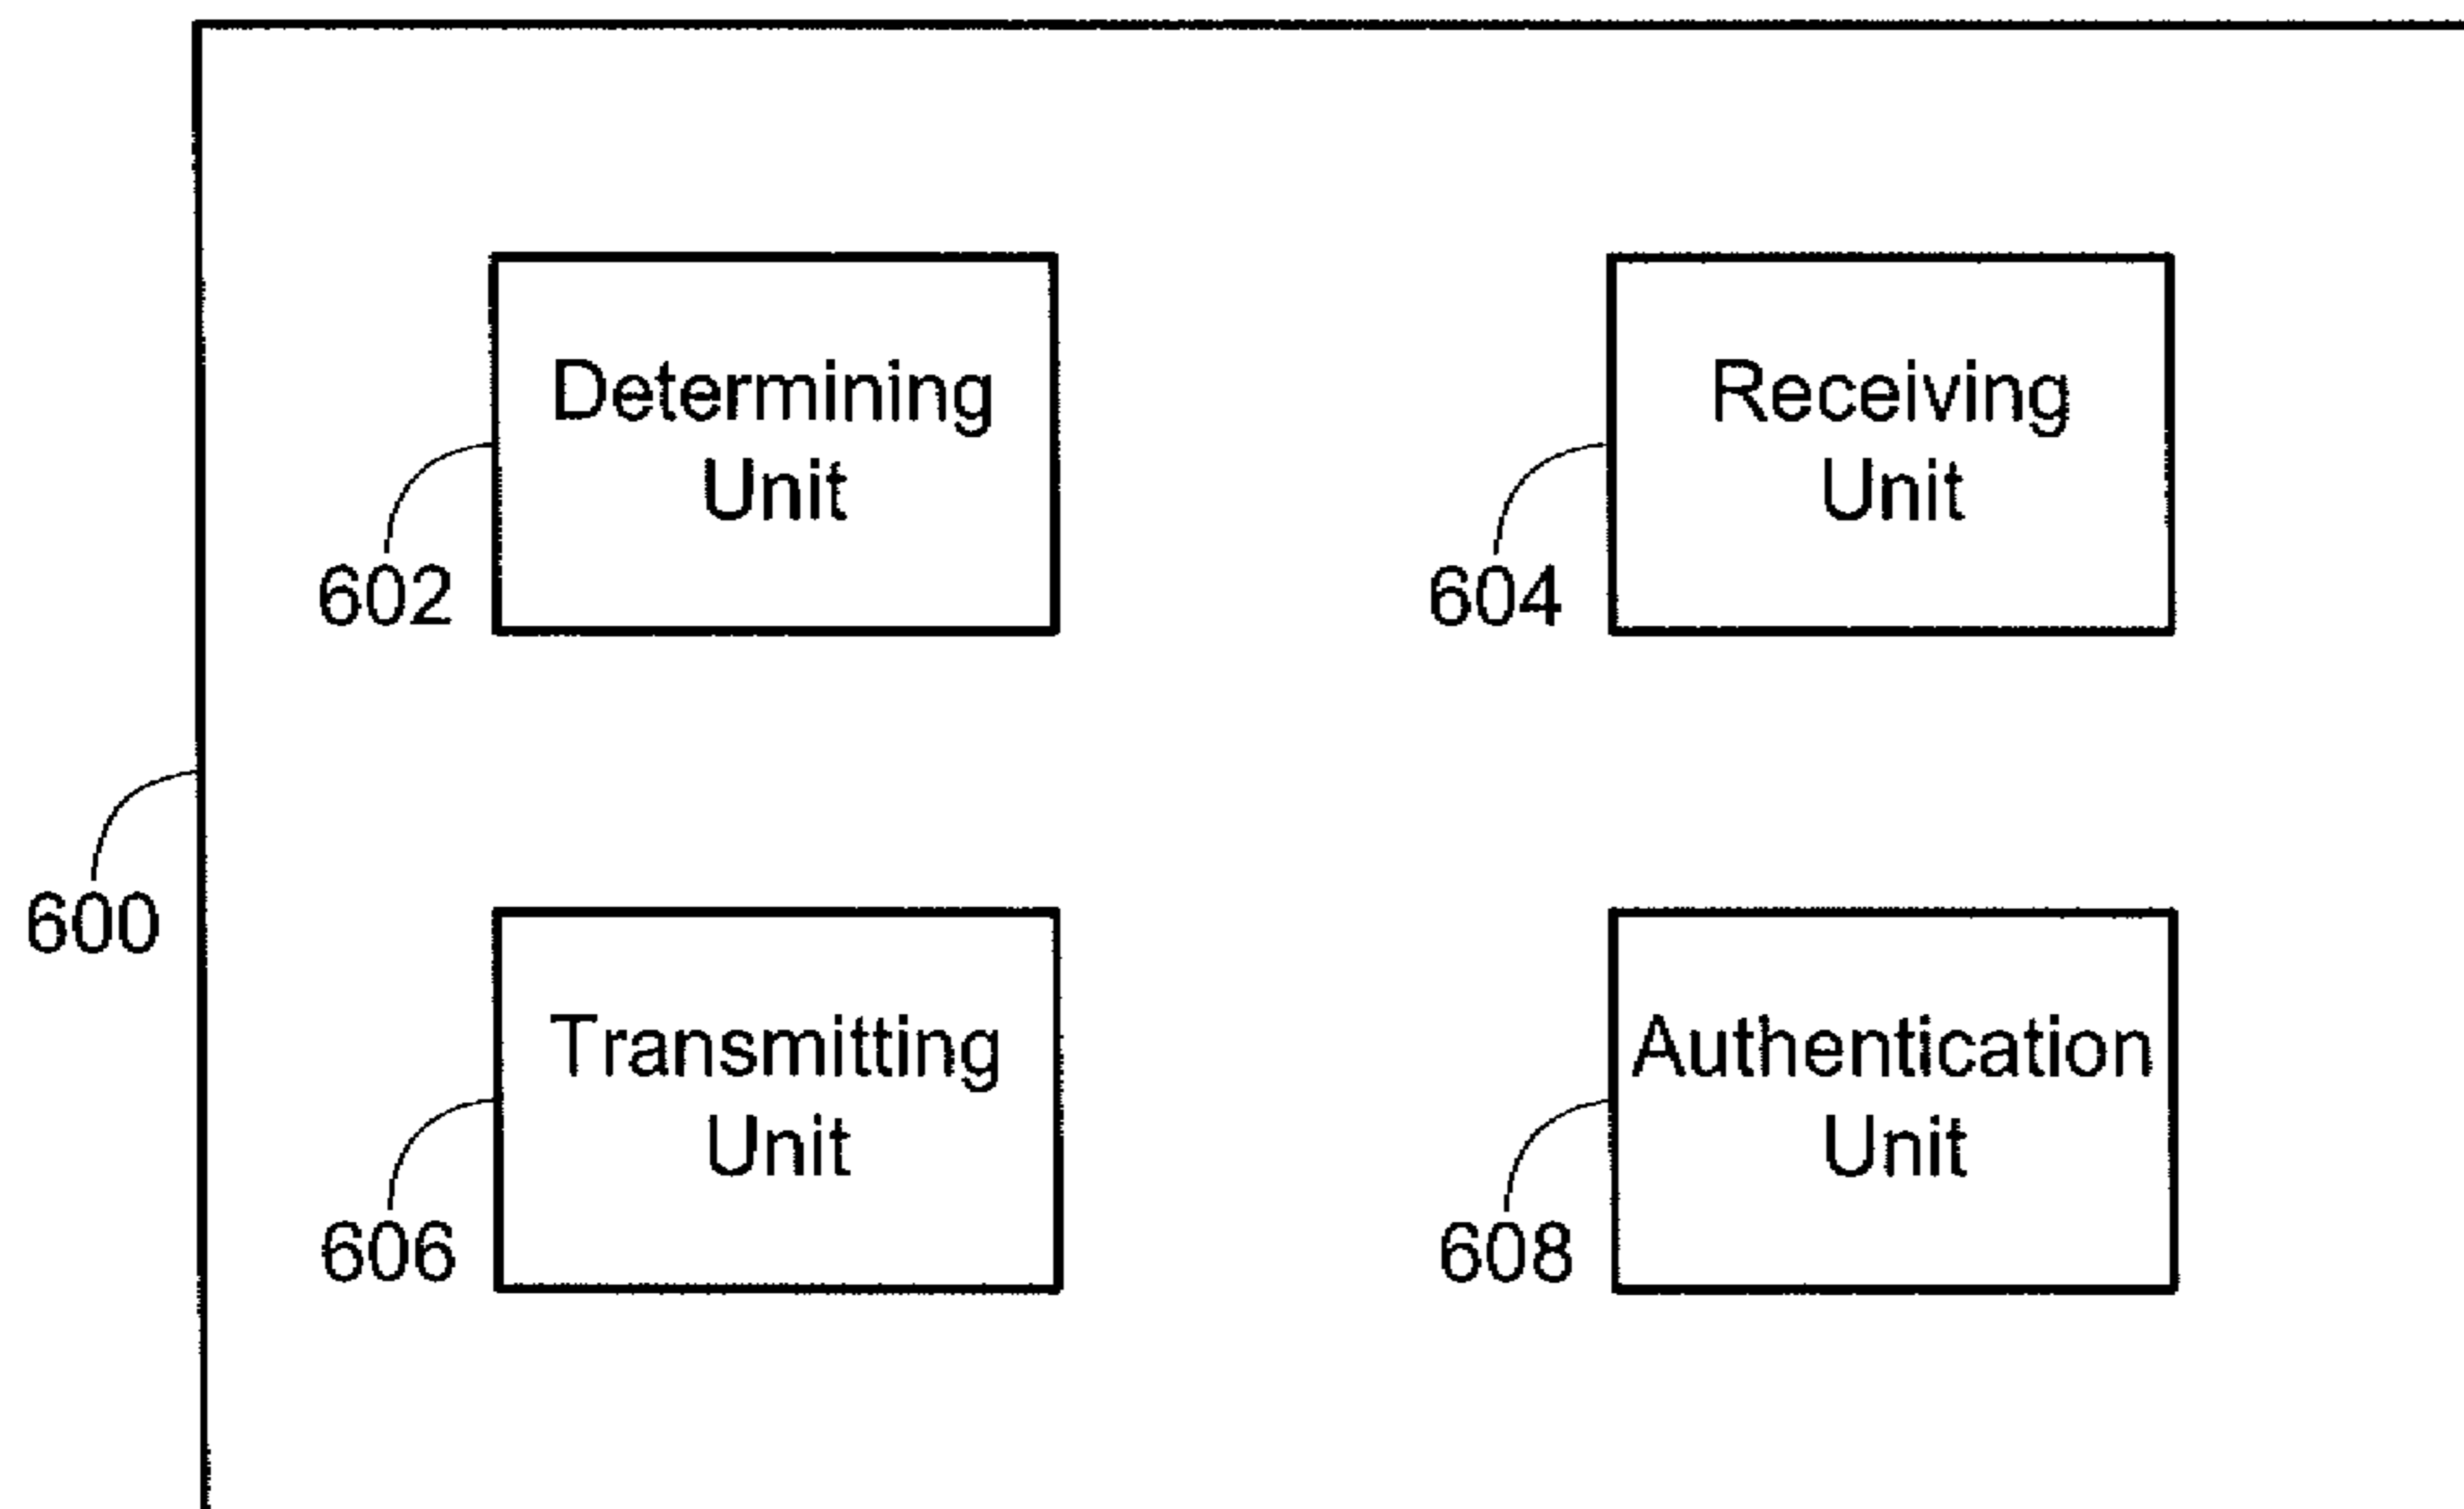 Determining
Unit
602
Receiving
Unit
604
600
Transmitting
Unit
606
Authentication
Unit
608